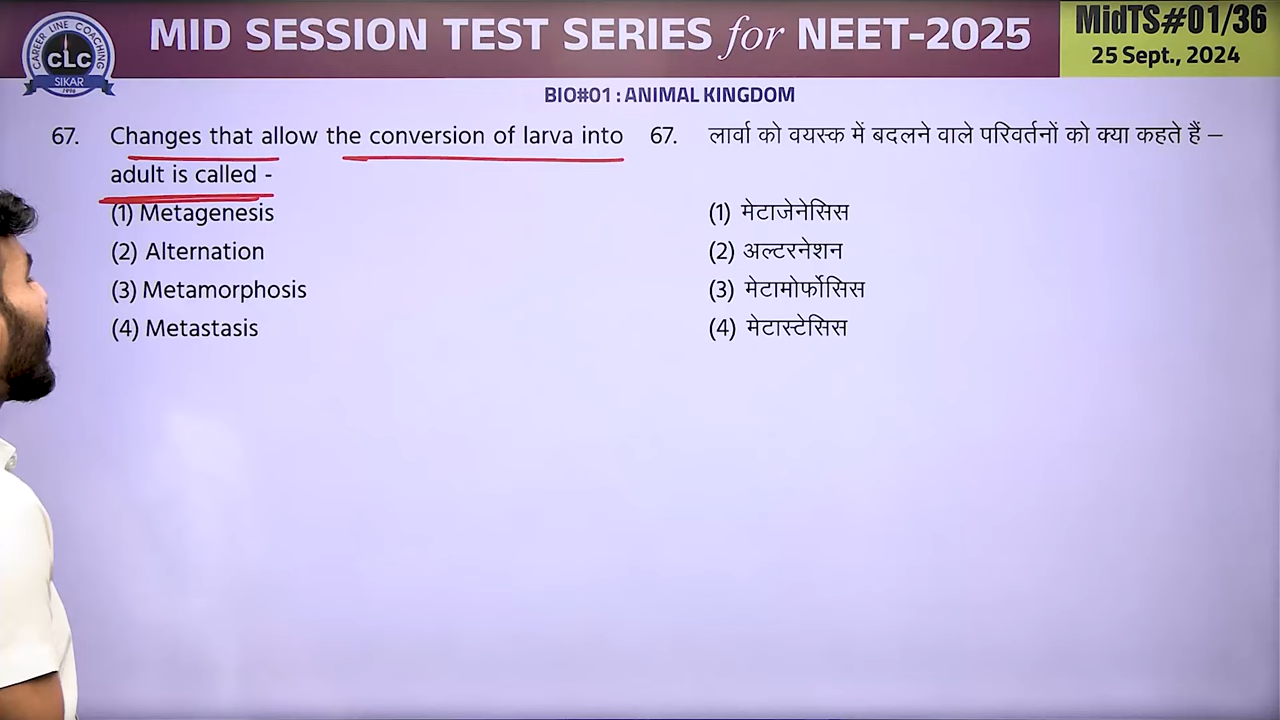 CAREER LINE COACHING
CLC
SIKAR
1996
MID SESSION TEST SERIES for NEET-2025
MidTS#01/36
25 Sept., 2024
BIO#01 : ANIMAL KINGDOM
67. Changes that allow the conversion of larva into
adult is called -
(1) Metagenesis
(2) Alternation
(3) Metamorphosis
(4) Metastasis
67. लार्वा को वयस्क में बदलने वाले परिवर्तनों को क्या कहते हैं –
(1) मेटाजेनेसिस
(2) अल्टरनेशन
(3) मेटामोर्फोसिस
(4) मेटास्टेसिस